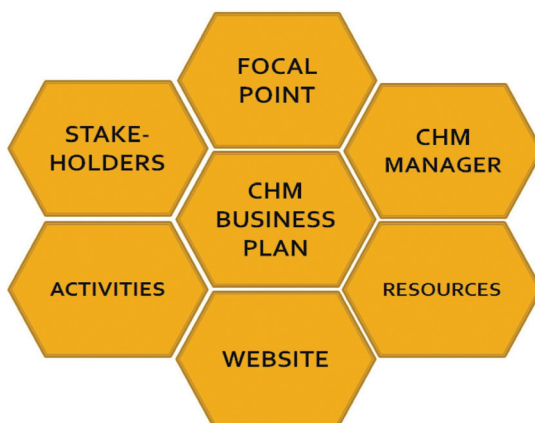 FOCAL
POINT
STAKE-
HOLDERS
CHM
MANAGER
CHM
BUSINESS
PLAN
ACTIVITIES
RESOURCES
WEBSITE